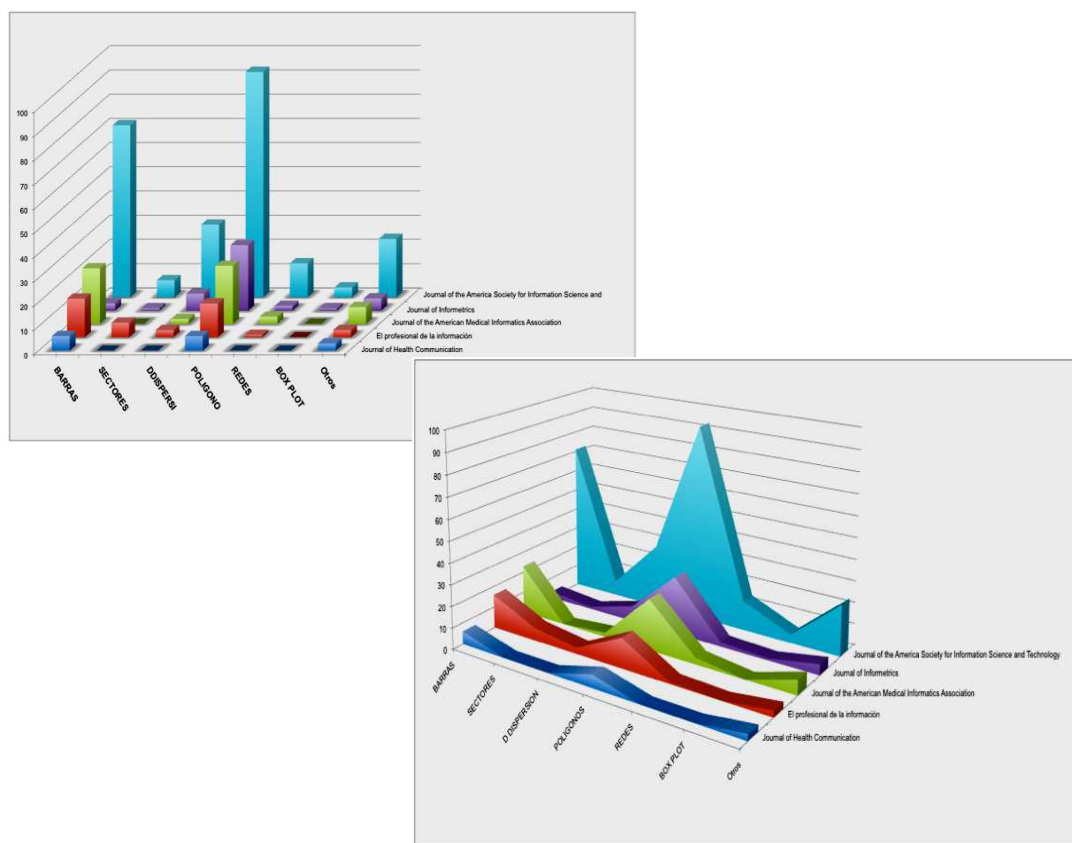 100
90
80
70
60
50
40
30
20
10
0
Journal of the America Society for Information Science and
Journal of Informetrics
Journal of the American Medical Informatics Association
El profesional de la información
Journal of Health Communication
BARRAS
SECTORES
DDISPERSI
POLIGONO
REDES
BOX PLOT
Otros
100
90
80
70
60
50
40
30
20
10
0
Journal of the America Society for Information Science and Technology
Journal of Informetrics
Journal of the American Medical Informatics Association
El profesional de la información
Journal of Health Communication
BARRAS
SECTORES
D DISPERSION
POLIGONOS
REDES
BOX PLOT
Otros